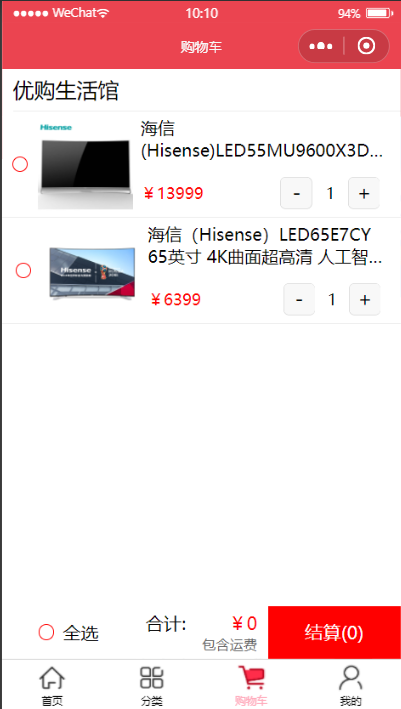 WeChat 10:10 94%
购物车
优购生活馆
Hisense
海信
(Hisense)LED55MU9600X3D...
￥13999 - 1 +
海信（Hisense）LED65E7CY
65英寸 4K曲面超高清 人工智...
Hisense
￥6399 - 1 +
全选 合计: ￥0 结算(0)
包含运费
首页 分类 购物车 我的